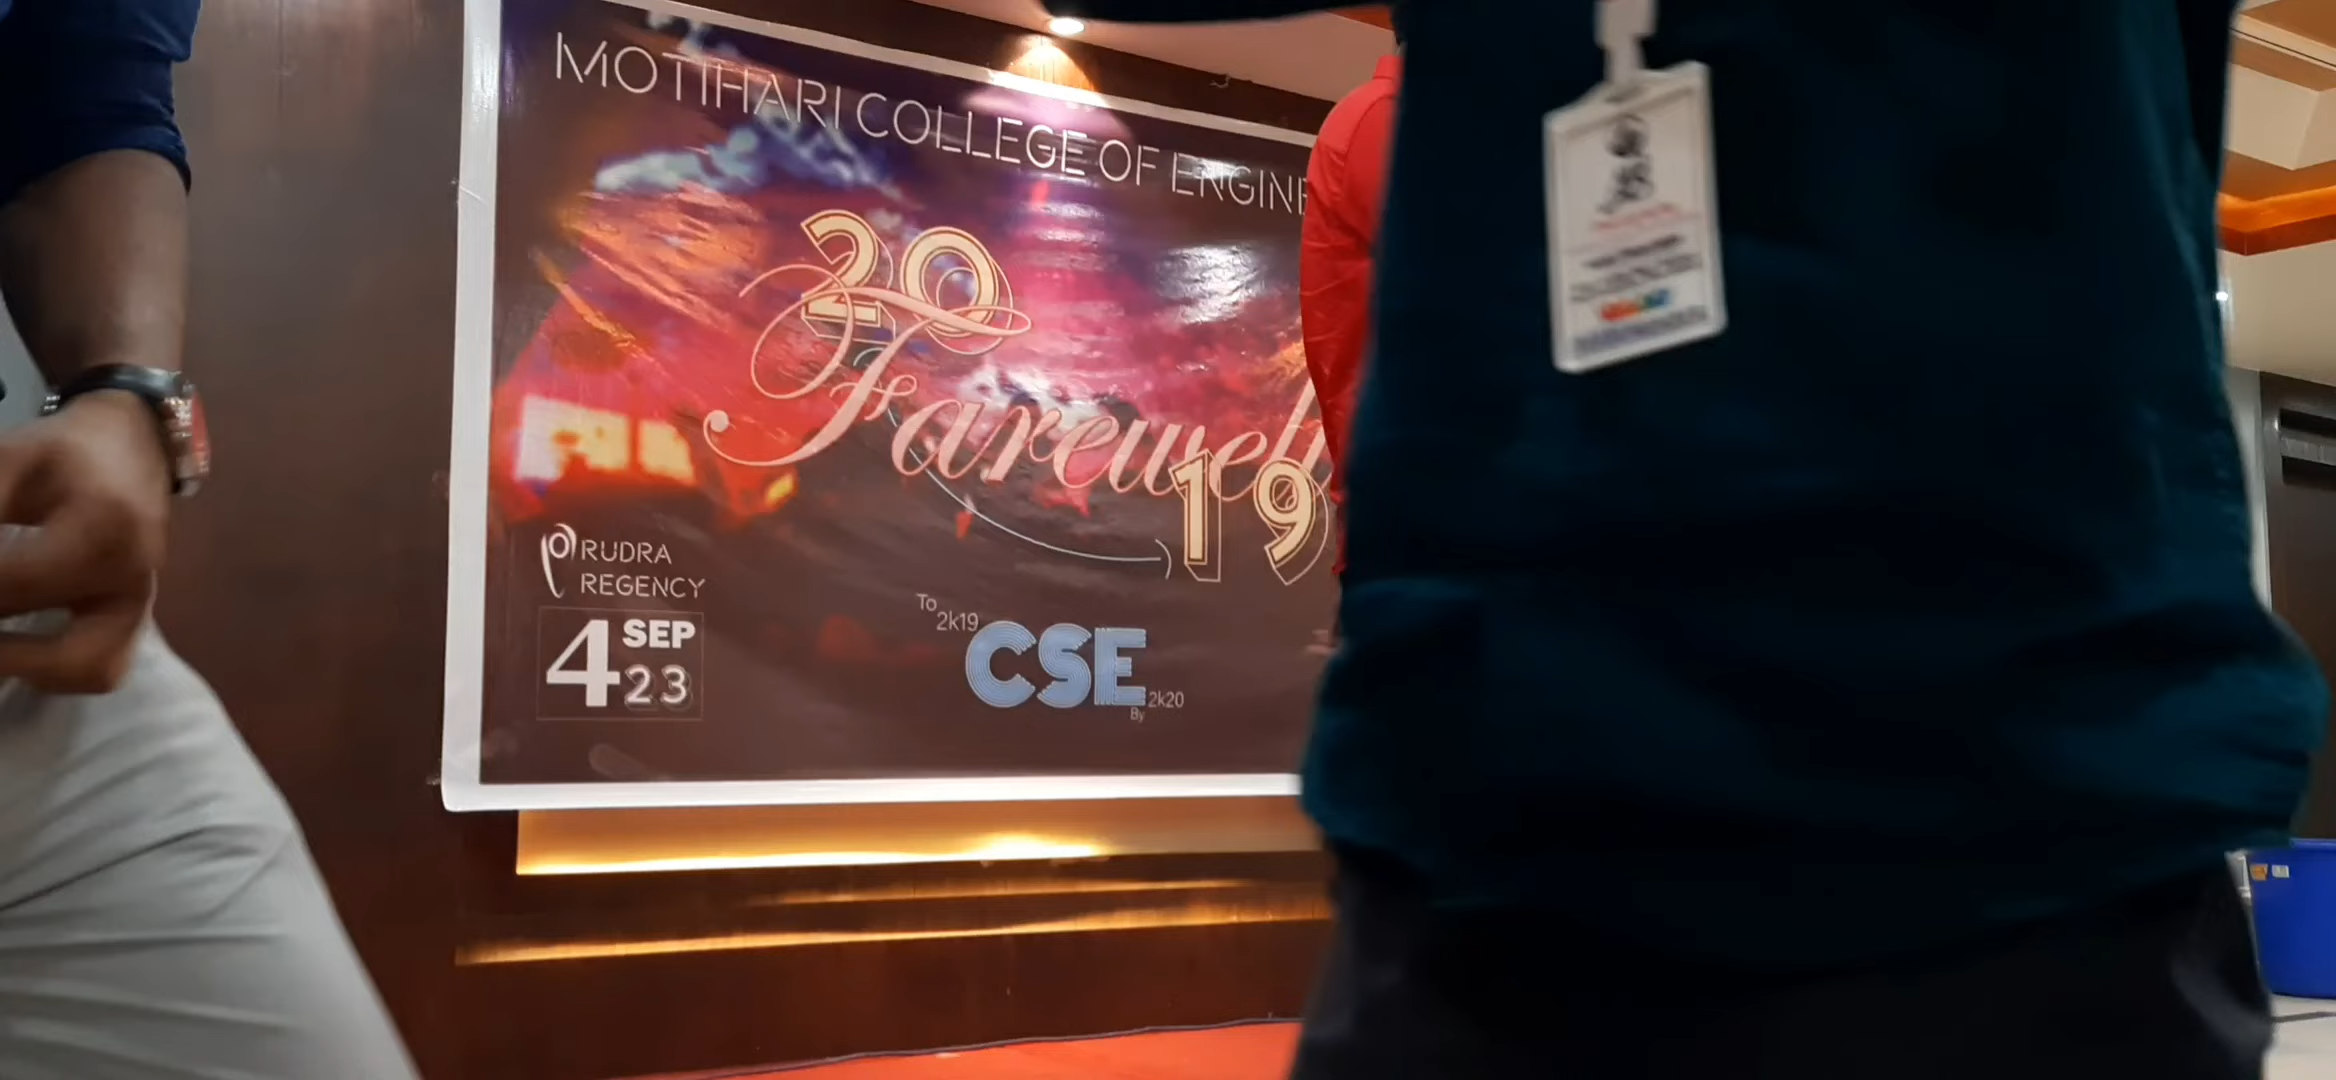 MOTIHARI COLLEGE OF ENGINE
20
Farewell
19
RUDRA
REGENCY
4 SEP
23
To
2k19
CSE
By 2k20